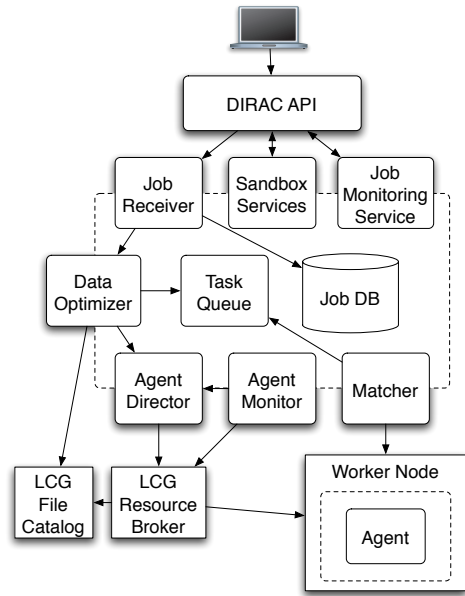 DIRAC API
Job
Receiver
Sandbox
Services
Job
Monitoring
Service
Data
Optimizer
Task
Queue
Job DB
Agent
Director
Agent
Monitor
Matcher
LCG
File
Catalog
LCG
Resource
Broker
Worker Node
Agent